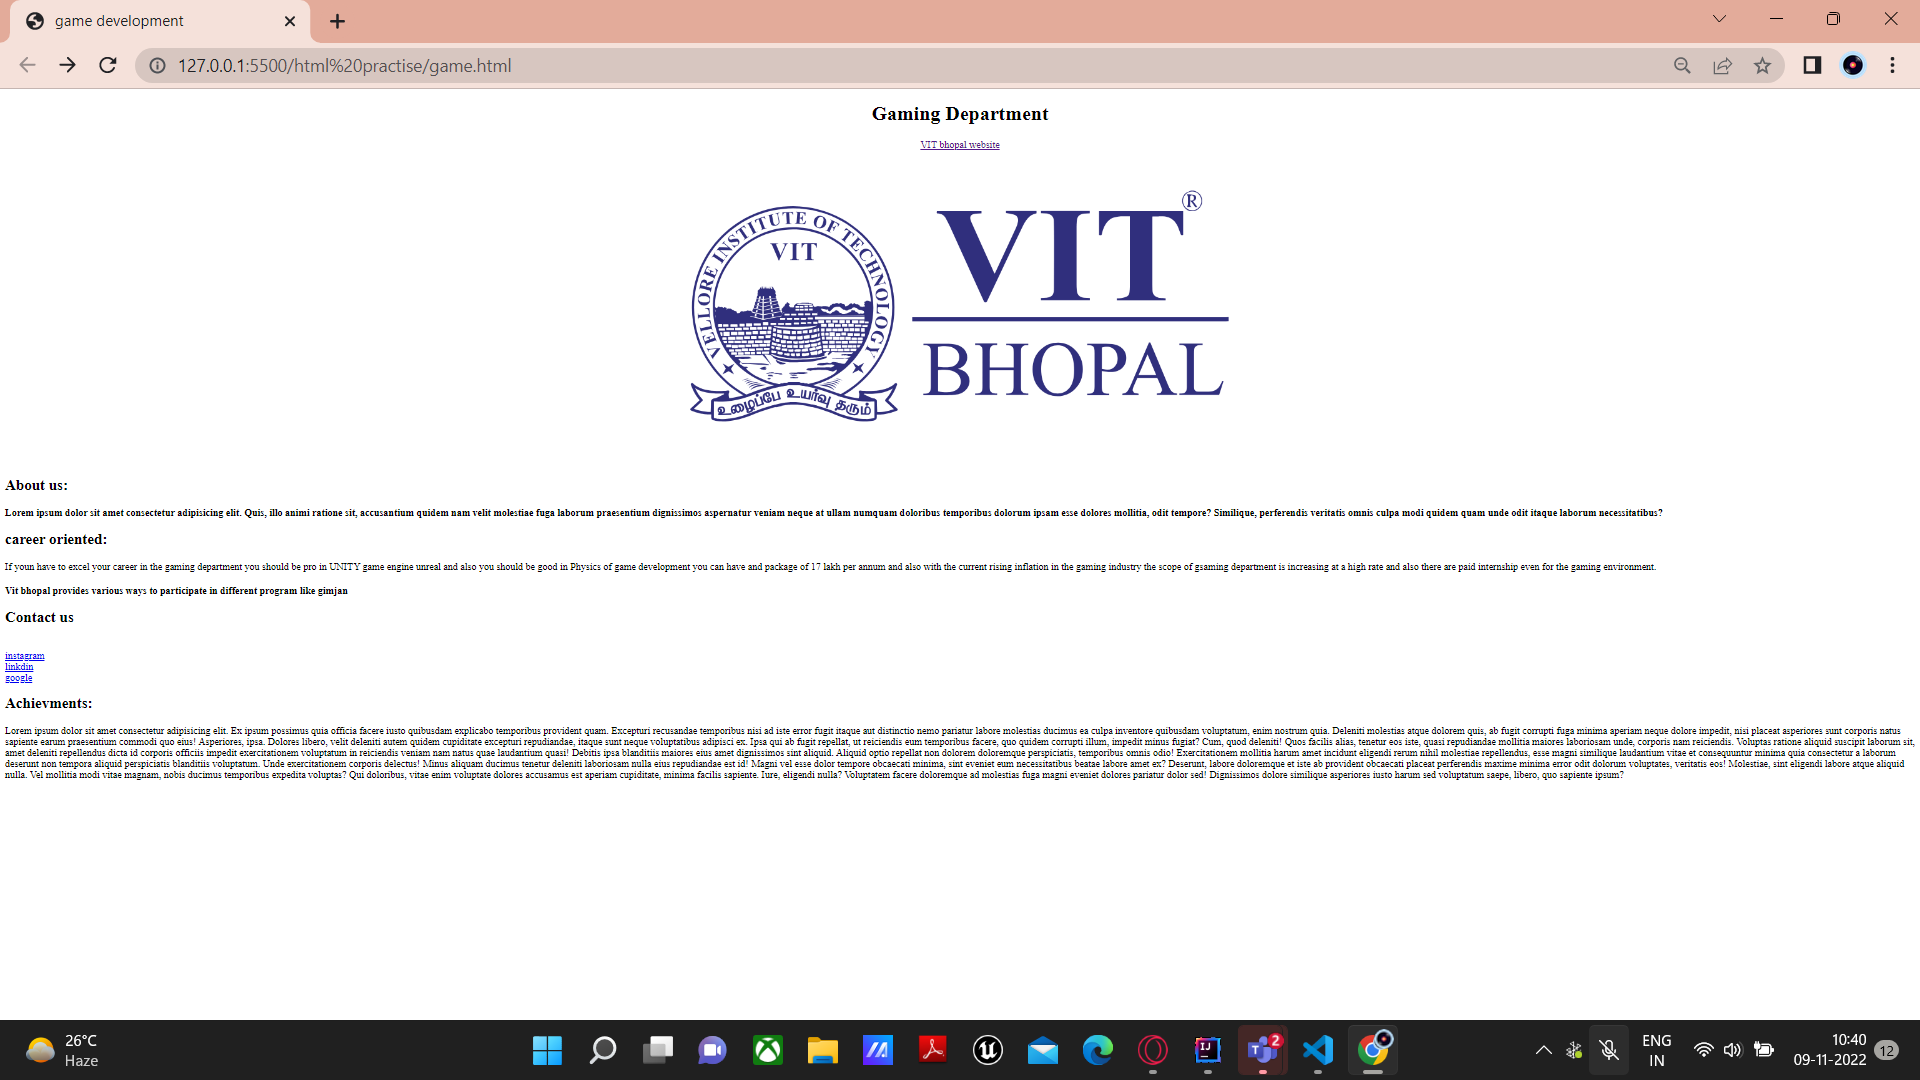 game development
127.0.0.1:5500/html%20practise/game.html
Gaming Department
VIT bhopal website
VELLORE INSTITUTE OF TECHNOLOGY
VIT
உழைப்பே உயர்வு தரும்
VIT®
BHOPAL
About us:
Lorem ipsum dolor sit amet consectetur adipisicing elit. Quis, illo animi ratione sit, accusantium quidem nam velit molestiae fuga laborum praesentium dignissimos aspernatur veniam neque at ullam numquam doloribus temporibus dolorum ipsam esse dolores mollitia, odit tempore? Similique, perferendis veritatis omnis culpa modi quidem quam unde odit itaque laborum necessitatibus?
career oriented:
If youn have to excel your career in the gaming department you should be pro in UNITY game engine unreal and also you should be good in Physics of game development you can have and package of 17 lakh per annum and also with the current rising inflation in the gaming industry the scope of gsaming department is increasing at a high rate and also there are paid internship even for the gaming environment.
Vit bhopal provides various ways to participate in different program like gimjan
Contact us
instagram
linkdin
google
Achievments:
Lorem ipsum dolor sit amet consectetur adipisicing elit. Ex ipsum possimus quia officia facere iusto quibusdam explicabo temporibus provident quam. Excepturi recusandae temporibus nisi ad iste error fugit itaque aut distinctio nemo pariatur labore molestias ducimus ea culpa inventore quibusdam voluptatum, enim nostrum quia. Deleniti molestias atque dolorem quis, ab fugit corrupti fuga minima aperiam neque dolore impedit, nisi placeat asperiores sunt corporis natus
sapiente earum praesentium commodi quo eius! Asperiores, ipsa. Dolores libero, velit deleniti autem quidem cupiditate excepturi repudiandae, itaque sunt neque voluptatibus adipisci ex. Ipsa qui ab fugit repellat, ut reiciendis eum temporibus facere, quo quidem corrupti illum, impedit minus fugiat? Cum, quod deleniti! Quos facilis alias, tenetur eos iste, quasi repudiandae mollitia maiores laboriosam unde, corporis nam reiciendis. Voluptas ratione aliquid suscipit laborum sit,
amet deleniti repellendus dicta id corporis officiis impedit exercitationem voluptatum in reiciendis veniam nam natus quae laudantium quasi! Debitis ipsa blanditiis maiores eius amet dignissimos sint aliquid. Aliquid optio repellat non dolorem doloremque perspiciatis, temporibus omnis odio! Exercitationem mollitia harum amet incidunt eligendi rerum nihil molestiae repellendus, esse magni similique laudantium vitae et consequuntur minima quia consectetur a laborum
deserunt non tempora aliquid perspiciatis blanditiis voluptatum. Unde exercitationem corporis delectus! Minus aliquam ducimus tenetur deleniti laboriosam nulla eius repudiandae est id! Magni vel esse dolor tempore obcaecati minima, sint eveniet eum necessitatibus beatae labore amet ex? Deserunt, labore doloremque et iste ab provident obcaecati placeat perferendis maxime minima error odit dolorum voluptates, veritatis eos! Molestiae, sint eligendi labore atque aliquid
nulla. Vel mollitia modi vitae magnam, nobis ducimus temporibus expedita voluptas? Qui doloribus, vitae enim voluptate dolores accusamus est aperiam cupiditate, minima facilis sapiente. Iure, eligendi nulla? Voluptatem facere doloremque ad molestias fuga magni eveniet dolores pariatur dolor sed! Dignissimos dolore similique asperiores iusto harum sed voluptatum saepe, libero, quo sapiente ipsum?
26°C
Haze
IJ
T
2
ENG
IN
10:40
09-11-2022
12